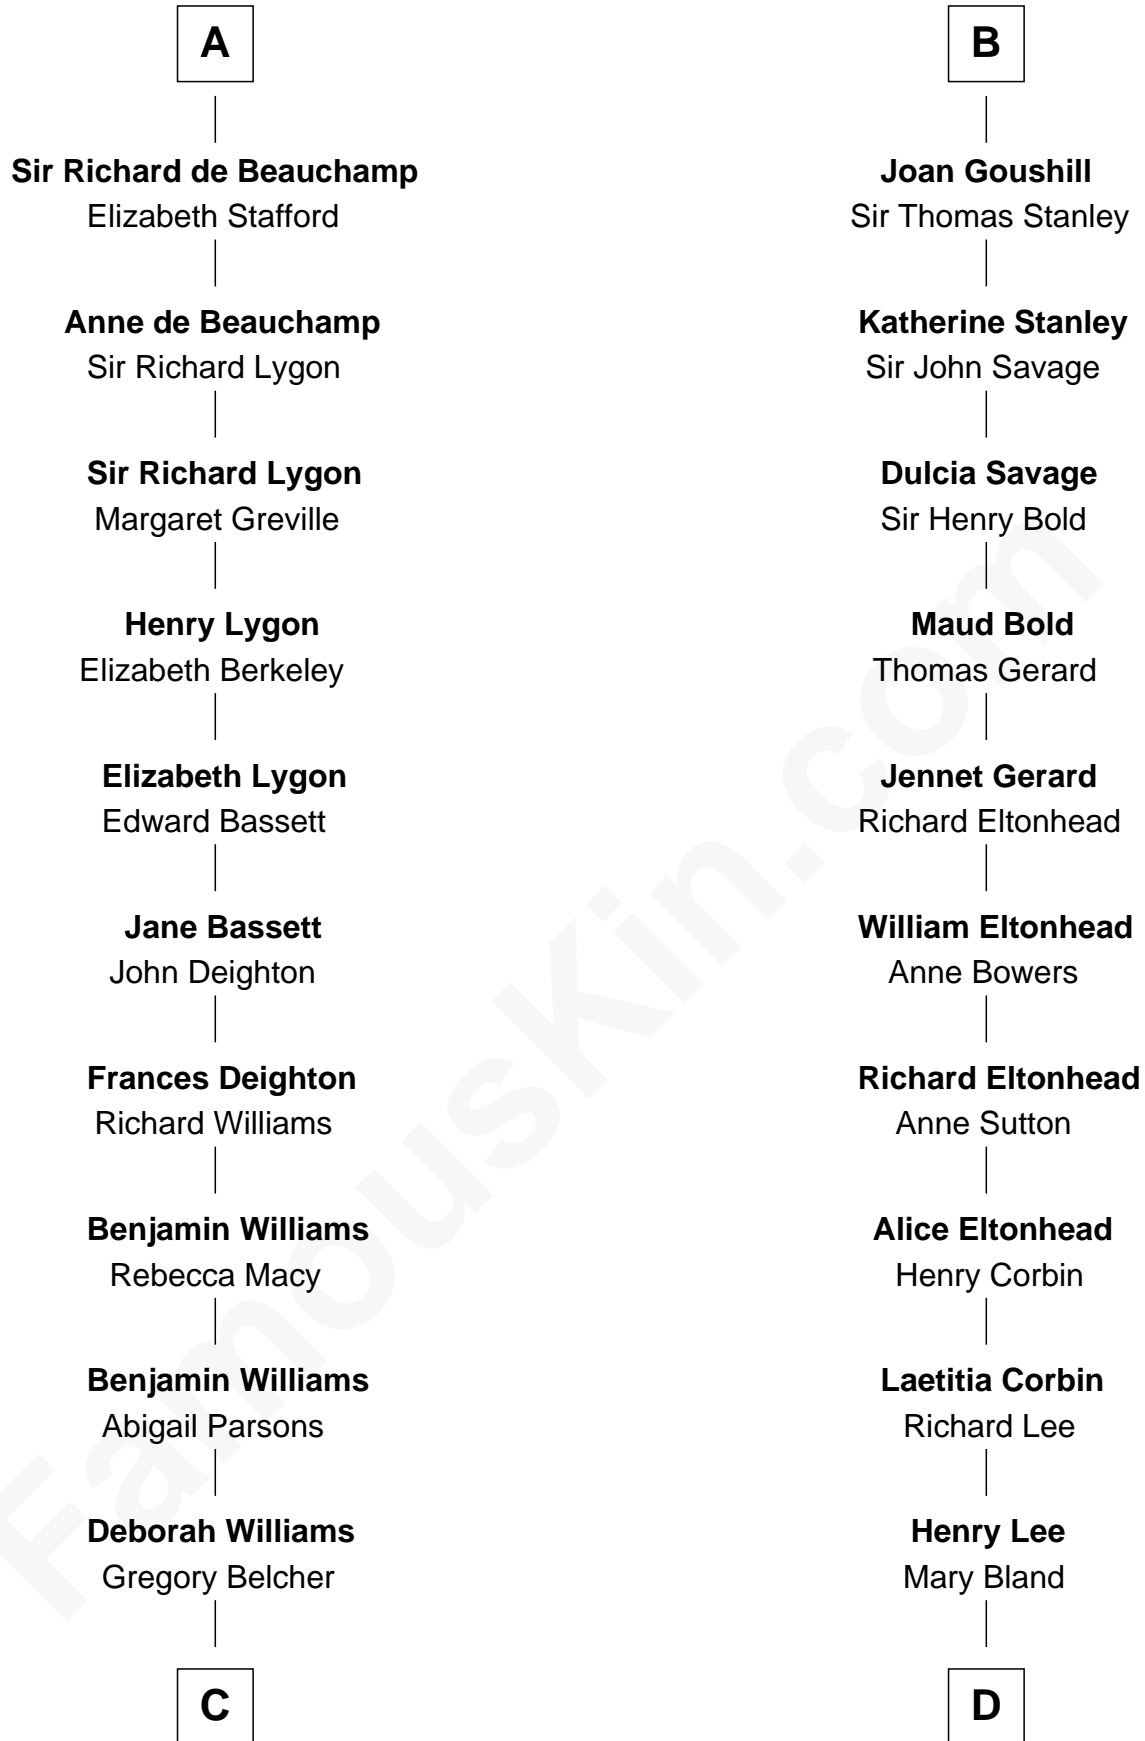 A
Sir Richard de Beauchamp
Elizabeth Stafford
Anne de Beauchamp
Sir Richard Lygon
Sir Richard Lygon
Margaret Greville
Henry Lygon
Elizabeth Berkeley
Elizabeth Lygon
Edward Bassett
Jane Bassett
John Deighton
Frances Deighton
Richard Williams
Benjamin Williams
Rebecca Macy
Benjamin Williams
Abigail Parsons
Deborah Williams
Gregory Belcher
C
B
Joan Goushill
Sir Thomas Stanley
Katherine Stanley
Sir John Savage
Dulcia Savage
Sir Henry Bold
Maud Bold
Thomas Gerard
Jennet Gerard
Richard Eltonhead
William Eltonhead
Anne Bowers
Richard Eltonhead
Anne Sutton
Alice Eltonhead
Henry Corbin
Laetitia Corbin
Richard Lee
Henry Lee
Mary Bland
D
FamousKin.com